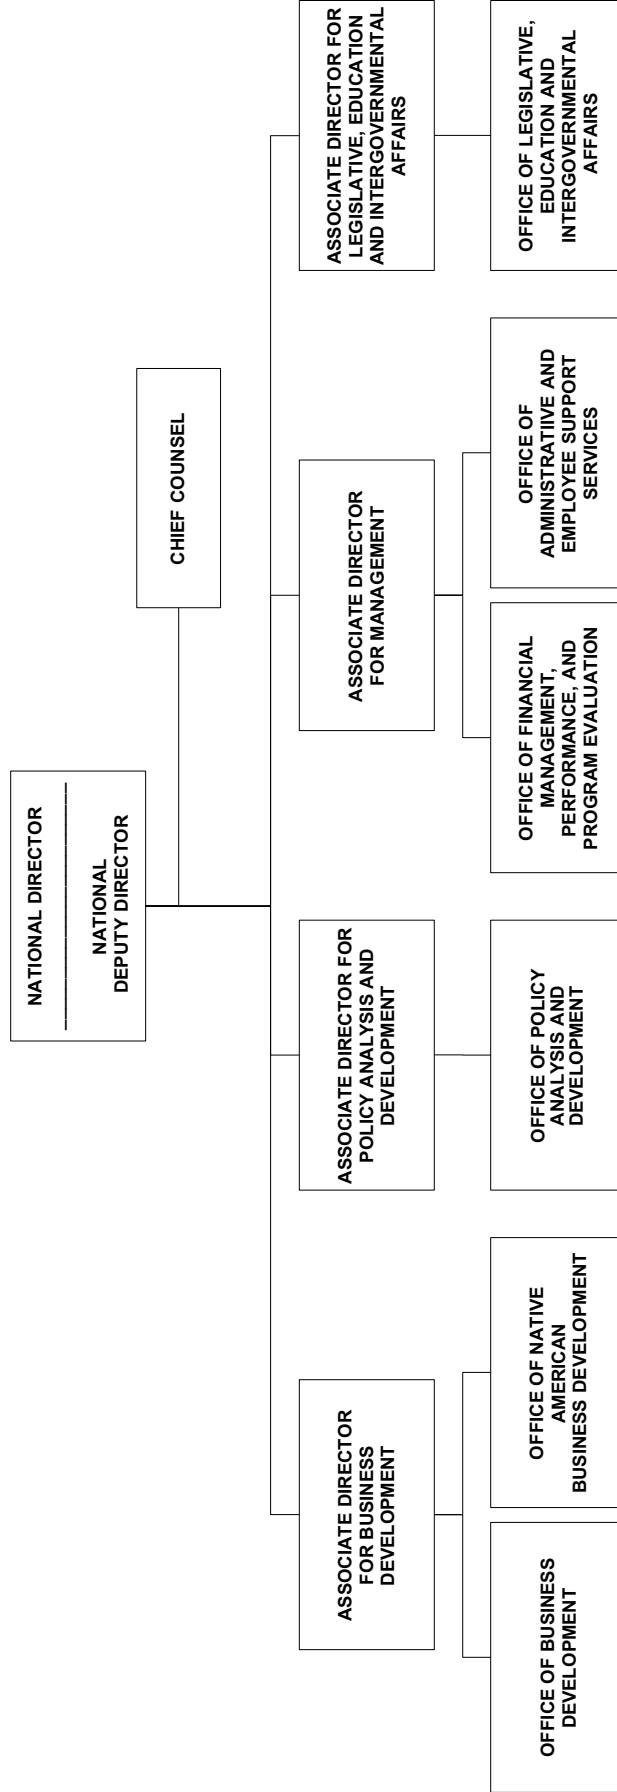 NATIONAL DIRECTOR
NATIONAL
DEPUTY DIRECTOR
CHIEF COUNSEL
ASSOCIATE DIRECTOR
FOR BUSINESS
DEVELOPMENT
ASSOCIATE DIRECTOR FOR
POLICY ANALYSIS AND
DEVELOPMENT
ASSOCIATE DIRECTOR
FOR MANAGEMENT
ASSOCIATE DIRECTOR FOR
LEGISLATIVE, EDUCATION
AND INTERGOVERNMENTAL
AFFAIRS
OFFICE OF BUSINESS
DEVELOPMENT
OFFICE OF NATIVE
AMERICAN
BUSINESS DEVELOPMENT
OFFICE OF POLICY
ANALYSIS AND
DEVELOPMENT
OFFICE OF FINANCIAL
MANAGEMENT,
PERFORMANCE, AND
PROGRAM EVALUATION
OFFICE OF
ADMINISTRATIIVE AND
EMPLOYEE SUPPORT
SERVICES
OFFICE OF LEGISLATIVE,
EDUCATION AND
INTERGOVERNMENTAL
AFFAIRS